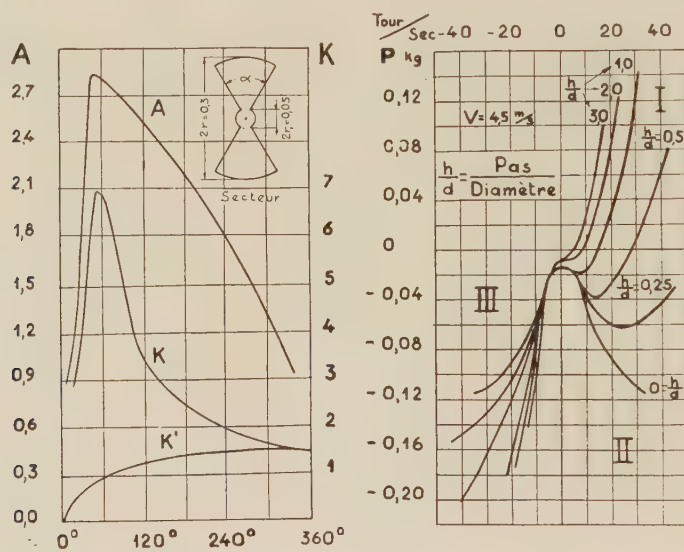 A
K
2,7
2,4
2,1
1,8
1,5
1,2
0,9
0,6
0,3
0,0
7
6
5
4
3
2
1
0°
120°
240°
360°
A
K
K'
α
2r=0.3
2r,=0.05
Secteur
Tour/Sec
-40
-20
0
20
40
P kg
0,12
0,38
0,04
0
-0,04
-0,08
-0,12
-0,16
-0,20
V = 4,5 m/s
h/d
1,0
2,0
3,0
I
h/d=0,5
h/d = Pas/Diamètre
h/d=0,25
III
0=h/d
II